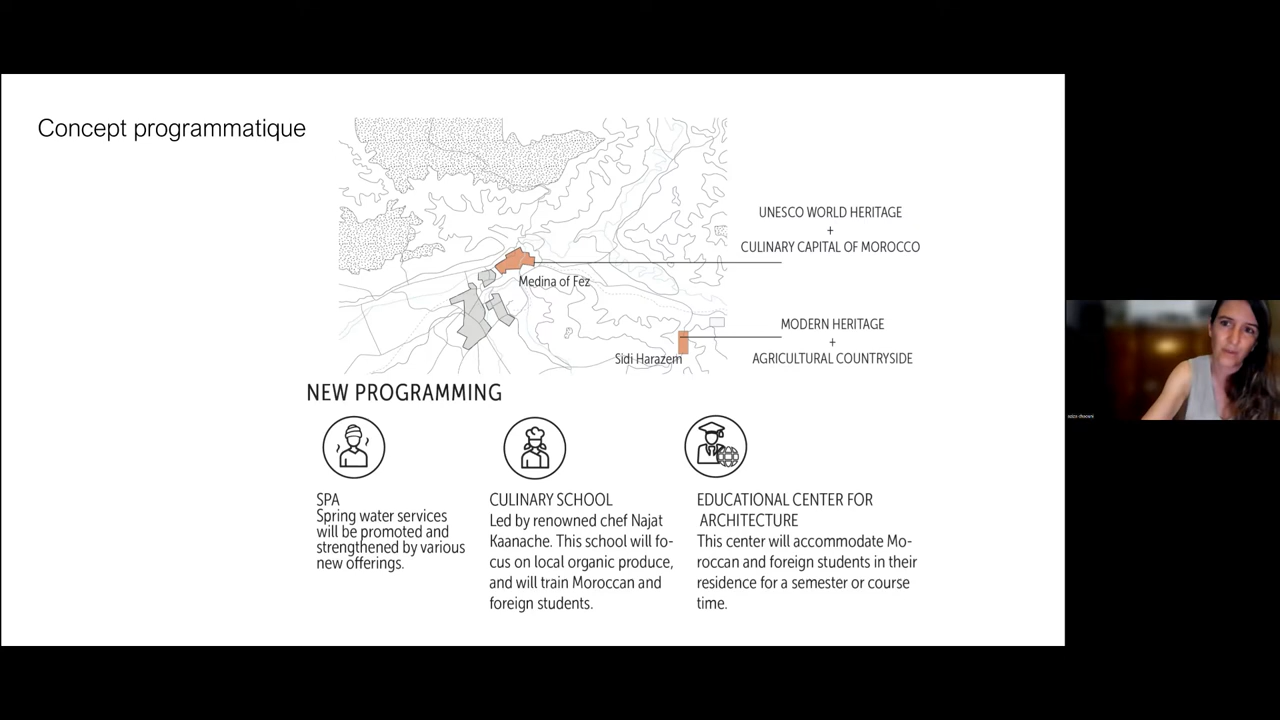 Concept programmatique
UNESCO WORLD HERITAGE
+
CULINARY CAPITAL OF MOROCCO
Medina of Fez
MODERN HERITAGE
+
AGRICULTURAL COUNTRYSIDE
Sidi Harazem
NEW PROGRAMMING
SPA
Spring water services
will be promoted and
strengthened by various
new offerings.
CULINARY SCHOOL
Led by renowned chef Najat
Kaanache. This school will fo-
cus on local organic produce,
and will train Moroccan and
foreign students.
EDUCATIONAL CENTER FOR
ARCHITECTURE
This center will accommodate Mo-
roccan and foreign students in their
residence for a semester or course
time.